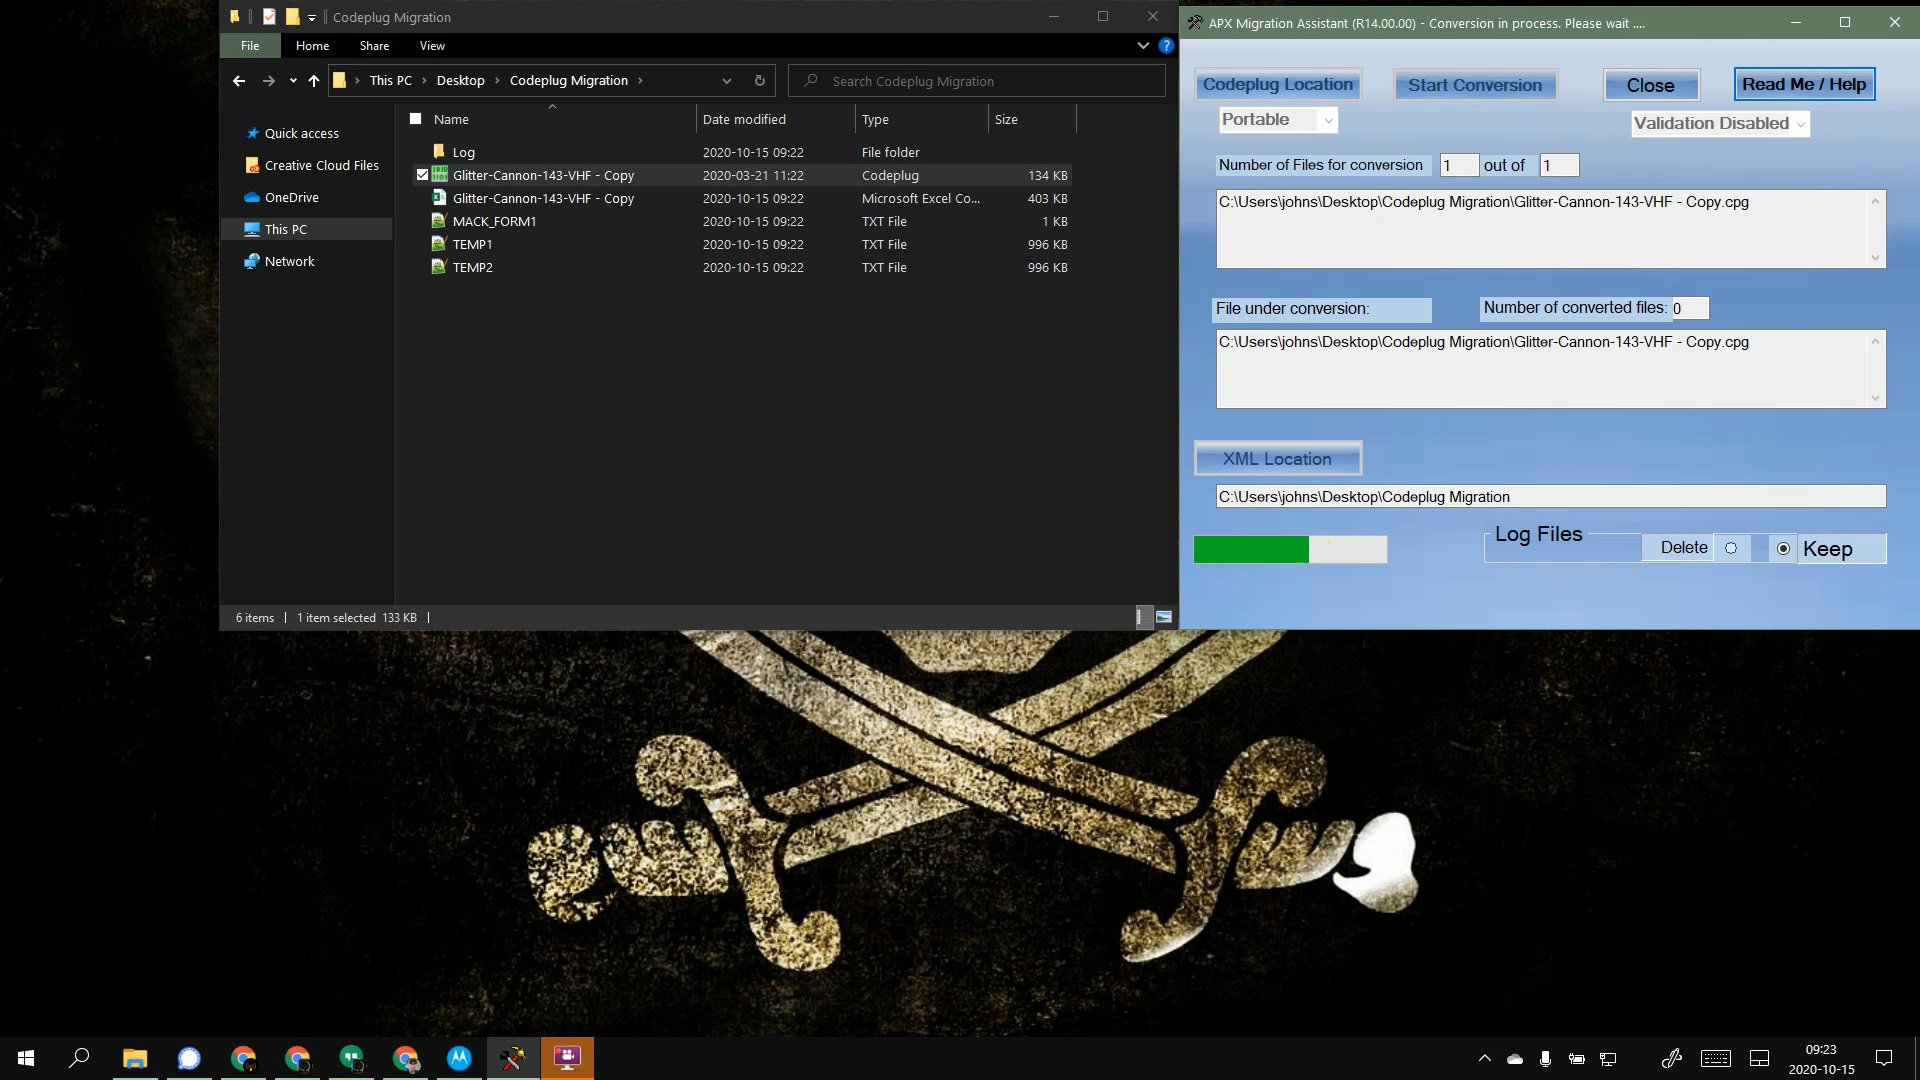 Codeplug Migration
File Home Share View
This PC Desktop Codeplug Migration
Search Codeplug Migration
Name Date modified Type Size
Quick access
Creative Cloud Files
OneDrive
This PC
Network
Log 2020-10-15 09:22 File folder
Glitter-Cannon-143-VHF - Copy 2020-03-21 11:22 Codeplug 134 KB
Glitter-Cannon-143-VHF - Copy 2020-10-15 09:22 Microsoft Excel Co... 403 KB
MACK_FORM1 2020-10-15 09:22 TXT File 1 KB
TEMP1 2020-10-15 09:22 TXT File 996 KB
TEMP2 2020-10-15 09:22 TXT File 996 KB
6 items 1 item selected 133 KB
APX Migration Assistant (R14.00.00) - Conversion in process. Please wait ....
Codeplug Location Start Conversion Close Read Me / Help
Portable Validation Disabled
Number of Files for conversion 1 out of 1
C:\Users\johns\Desktop\Codeplug Migration\Glitter-Cannon-143-VHF - Copy.cpg
File under conversion: Number of converted files: 0
C:\Users\johns\Desktop\Codeplug Migration\Glitter-Cannon-143-VHF - Copy.cpg
XML Location
C:\Users\johns\Desktop\Codeplug Migration
Log Files
Delete Keep
09:23
2020-10-15